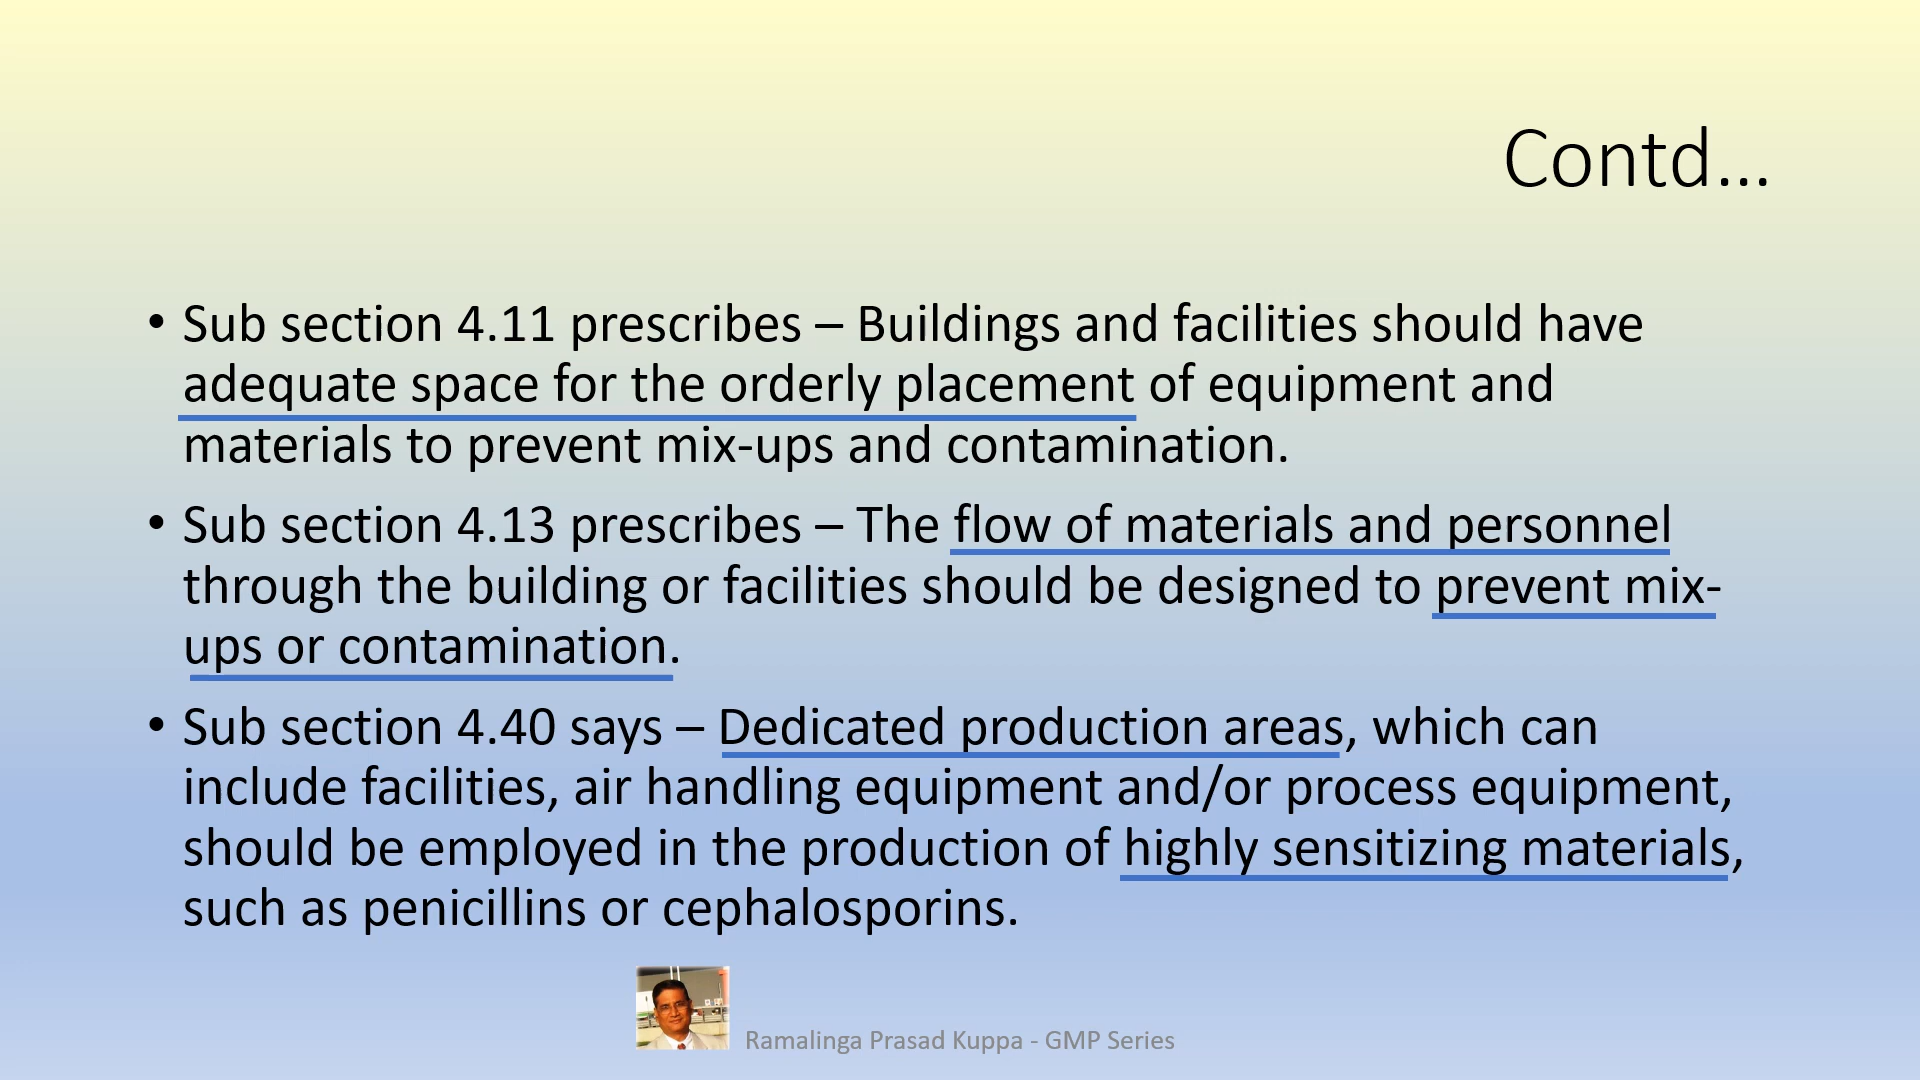 Contd...
• Sub section 4.11 prescribes – Buildings and facilities should have
adequate space for the orderly placement of equipment and
materials to prevent mix-ups and contamination.
• Sub section 4.13 prescribes – The flow of materials and personnel
through the building or facilities should be designed to prevent mix-
ups or contamination.
• Sub section 4.40 says – Dedicated production areas, which can
include facilities, air handling equipment and/or process equipment,
should be employed in the production of highly sensitizing materials,
such as penicillins or cephalosporins.
Ramalinga Prasad Kuppa - GMP Series